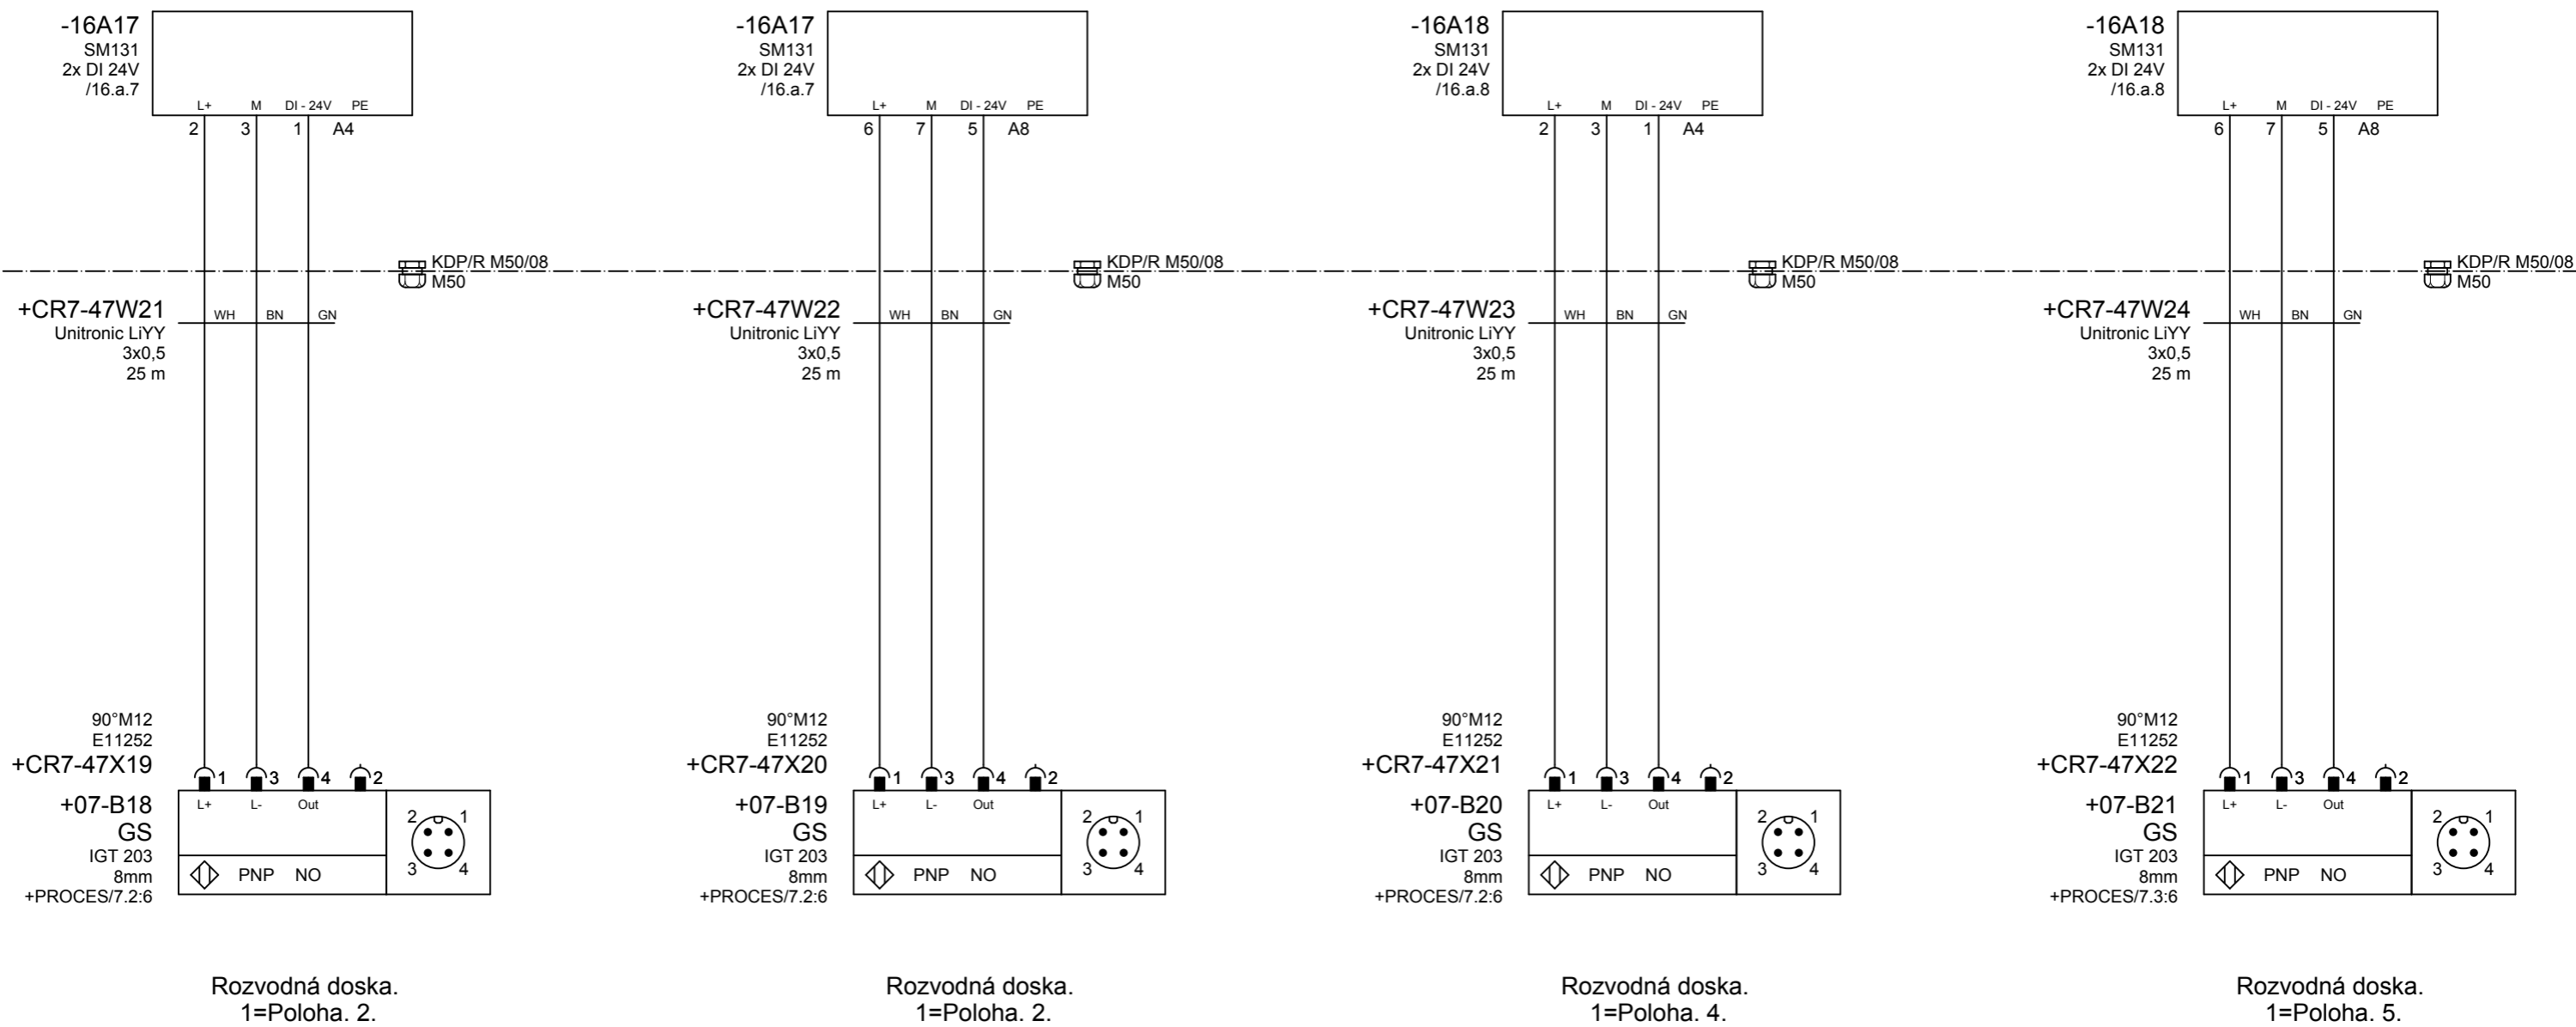 -16A17
SM131
2x DI 24V
/16.a.7
L+ M DI - 24V PE
2 3 1 A4
-16A17
SM131
2x DI 24V
/16.a.7
L+ M DI - 24V PE
6 7 5 A8
-16A18
SM131
2x DI 24V
/16.a.8
L+ M DI - 24V PE
2 3 1 A4
-16A18
SM131
2x DI 24V
/16.a.8
L+ M DI - 24V PE
6 7 5 A8
KDP/R M50/08
M50
KDP/R M50/08
M50
KDP/R M50/08
M50
KDP/R M50/08
M50
+CR7-47W21
WH BN GN
Unitronic LiYY
3x0,5
25 m
+CR7-47W22
WH BN GN
Unitronic LiYY
3x0,5
25 m
+CR7-47W23
WH BN GN
Unitronic LiYY
3x0,5
25 m
+CR7-47W24
WH BN GN
Unitronic LiYY
3x0,5
25 m
90°M12
E11252
+CR7-47X19
1 3 4 2
+07-B18
L+ L- Out
GS
IGT 203
8mm
+PROCES/7.2:6
PNP NO
2 1
3 4
90°M12
E11252
+CR7-47X20
1 3 4 2
+07-B19
L+ L- Out
GS
IGT 203
8mm
+PROCES/7.2:6
PNP NO
2 1
3 4
90°M12
E11252
+CR7-47X21
1 3 4 2
+07-B20
L+ L- Out
GS
IGT 203
8mm
+PROCES/7.2:6
PNP NO
2 1
3 4
90°M12
E11252
+CR7-47X22
1 3 4 2
+07-B21
L+ L- Out
GS
IGT 203
8mm
+PROCES/7.3:6
PNP NO
2 1
3 4
Rozvodná doska.
1=Poloha. 2.
Rozvodná doska.
1=Poloha. 2.
Rozvodná doska.
1=Poloha. 4.
Rozvodná doska.
1=Poloha. 5.